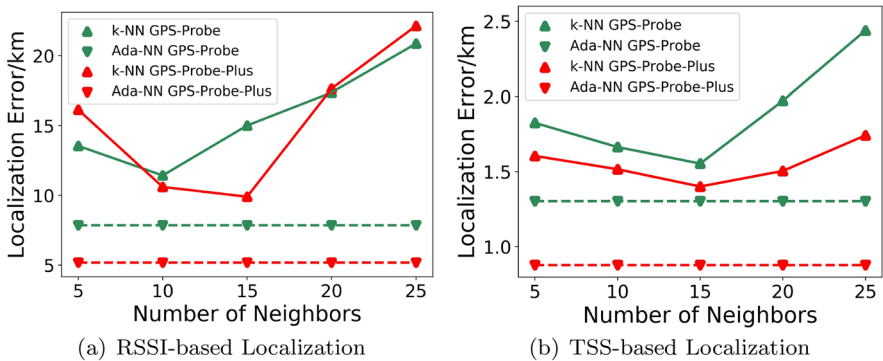 k-NN GPS-Probe
Ada-NN GPS-Probe
k-NN GPS-Probe-Plus
Ada-NN GPS-Probe-Plus
Localization Error/km
20
15
10
5
5 10 15 20 25
Number of Neighbors
(a) RSSI-based Localization
k-NN GPS-Probe
Ada-NN GPS-Probe
k-NN GPS-Probe-Plus
Ada-NN GPS-Probe-Plus
Localization Error/km
2.5
2.0
1.5
1.0
5 10 15 20 25
Number of Neighbors
(b) TSS-based Localization